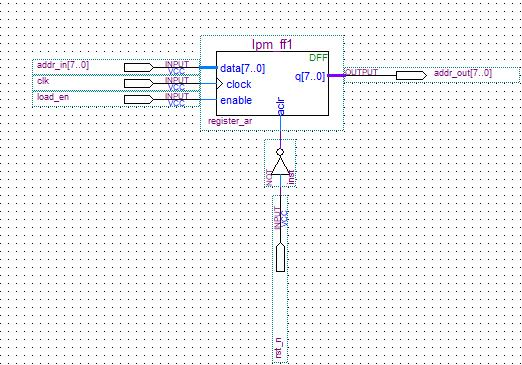 lpm_ff1
DFF
addr_in[7..0]
INPUT
VCC
data[7..0]
q[7..0]
OUTPUT
addr_out[7..0]
clk
INPUT
VCC
clock
load_en
INPUT
VCC
enable
aclr
register_ar
NOT
inst
INPUT
VCC
rst_n